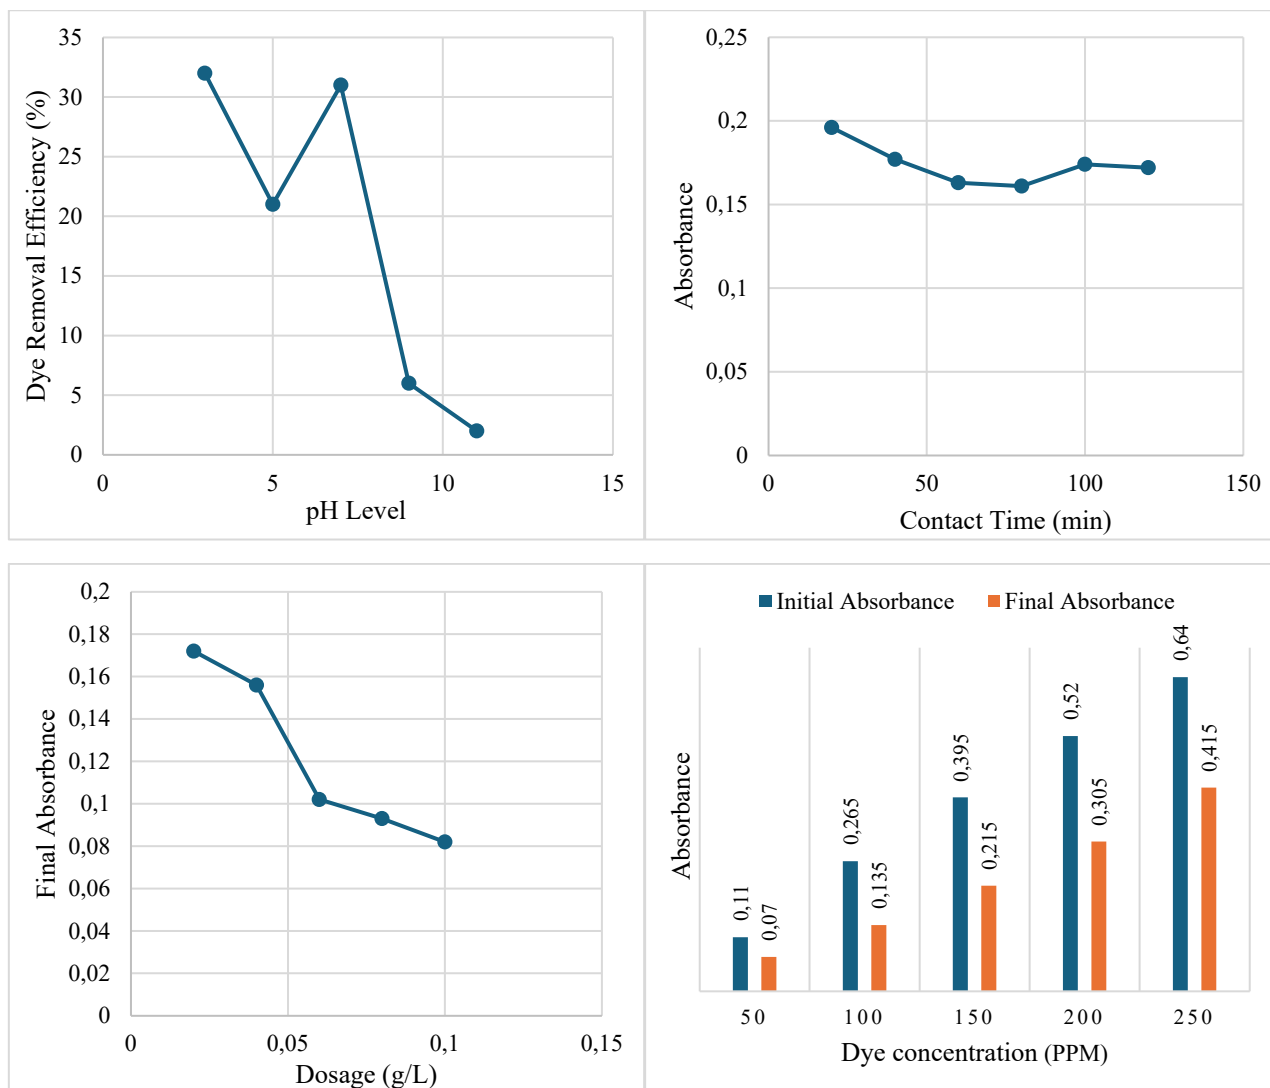 35
30
25
20
15
10
5
0
0 5 10 15
Dye Removal Efficiency (%)
pH Level
0,25
0,2
0,15
0,1
0,05
0
0 50 100 150
Absorbance
Contact Time (min)
0,2
0,18
0,16
0,14
0,12
0,1
0,08
0,06
0,04
0,02
0
0 0,05 0,1 0,15
Final Absorbance
Dosage (g/L)
Initial Absorbance Final Absorbance
0,11 0,07 0,265 0,135 0,395 0,215 0,52 0,305 0,64 0,415
Absorbance
50 100 150 200 250
Dye concentration (PPM)